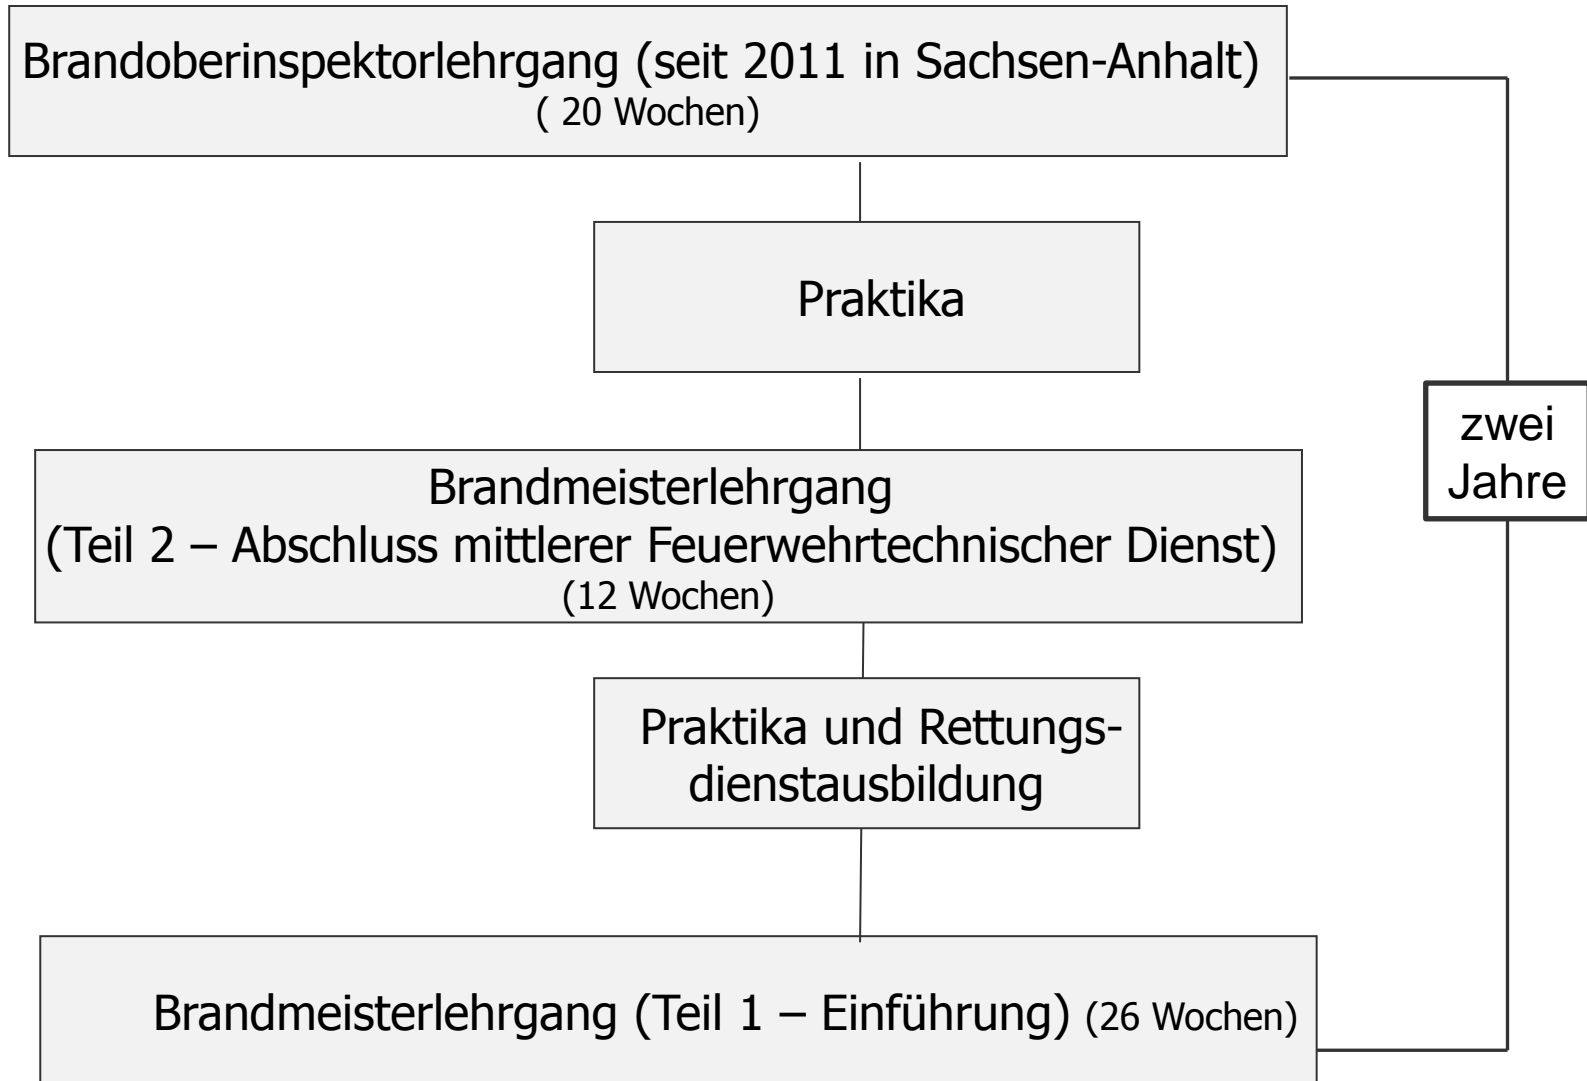 Brandoberinspektorlehrgang (seit 2011 in Sachsen-Anhalt)
( 20 Wochen)
Praktika
zwei
Jahre
Brandmeisterlehrgang
(Teil 2 – Abschluss mittlerer Feuerwehrtechnischer Dienst)
(12 Wochen)
Praktika und Rettungs-
dienstausbildung
Brandmeisterlehrgang (Teil 1 – Einführung) (26 Wochen)